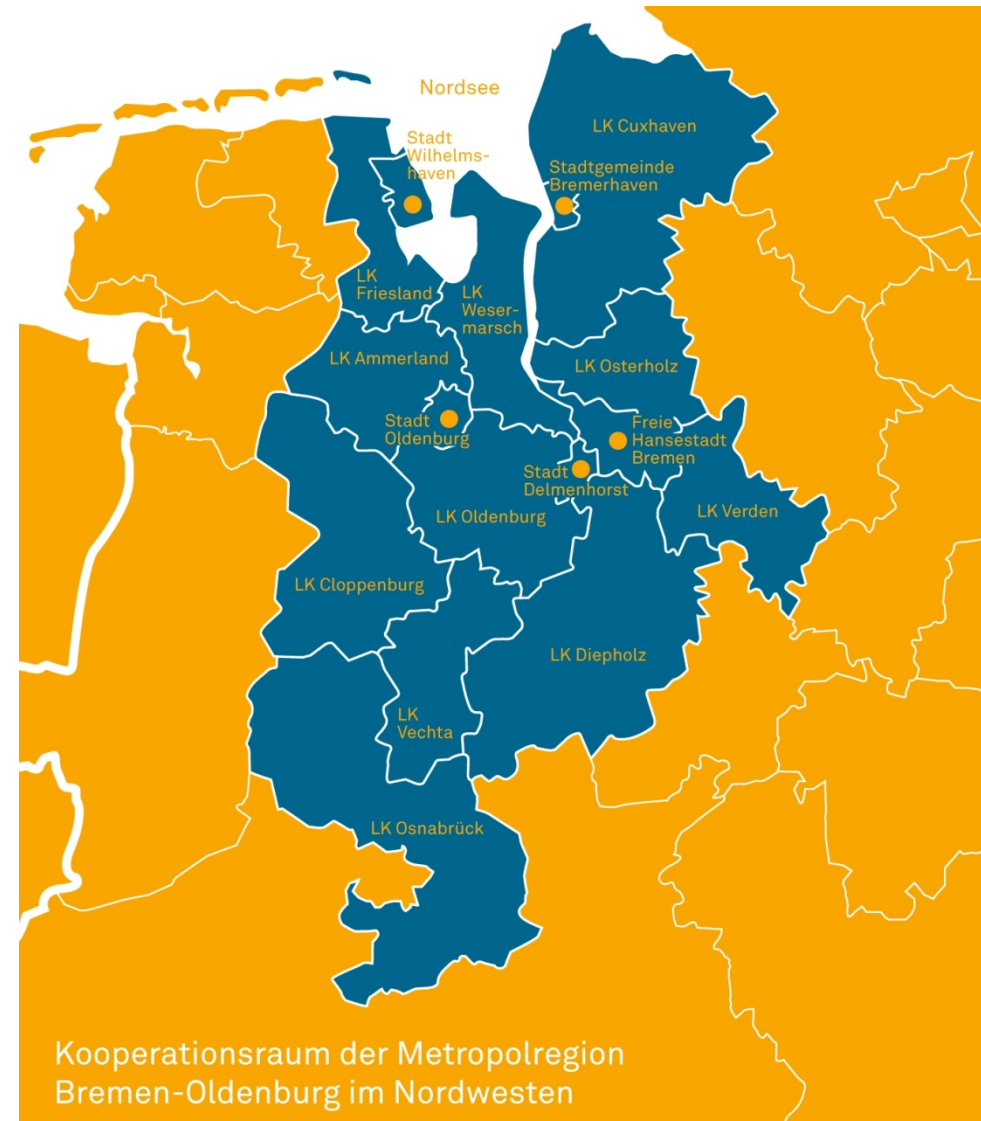 Nordsee
LK Cuxhaven
Stadt
Wilhelms-
haven
Stadtgemeinde
Bremerhaven
LK
Friesland
LK
Weser-
marsch
LK Ammerland
LK Osterholz
Stadt
Oldenburg
Freie
Hansestadt
Bremen
Stadt
Delmenhorst
LK Oldenburg
LK Verden
LK Cloppenburg
LK Diepholz
LK
Vechta
LK Osnabrück
Kooperationsraum der Metropolregion
Bremen-Oldenburg im Nordwesten